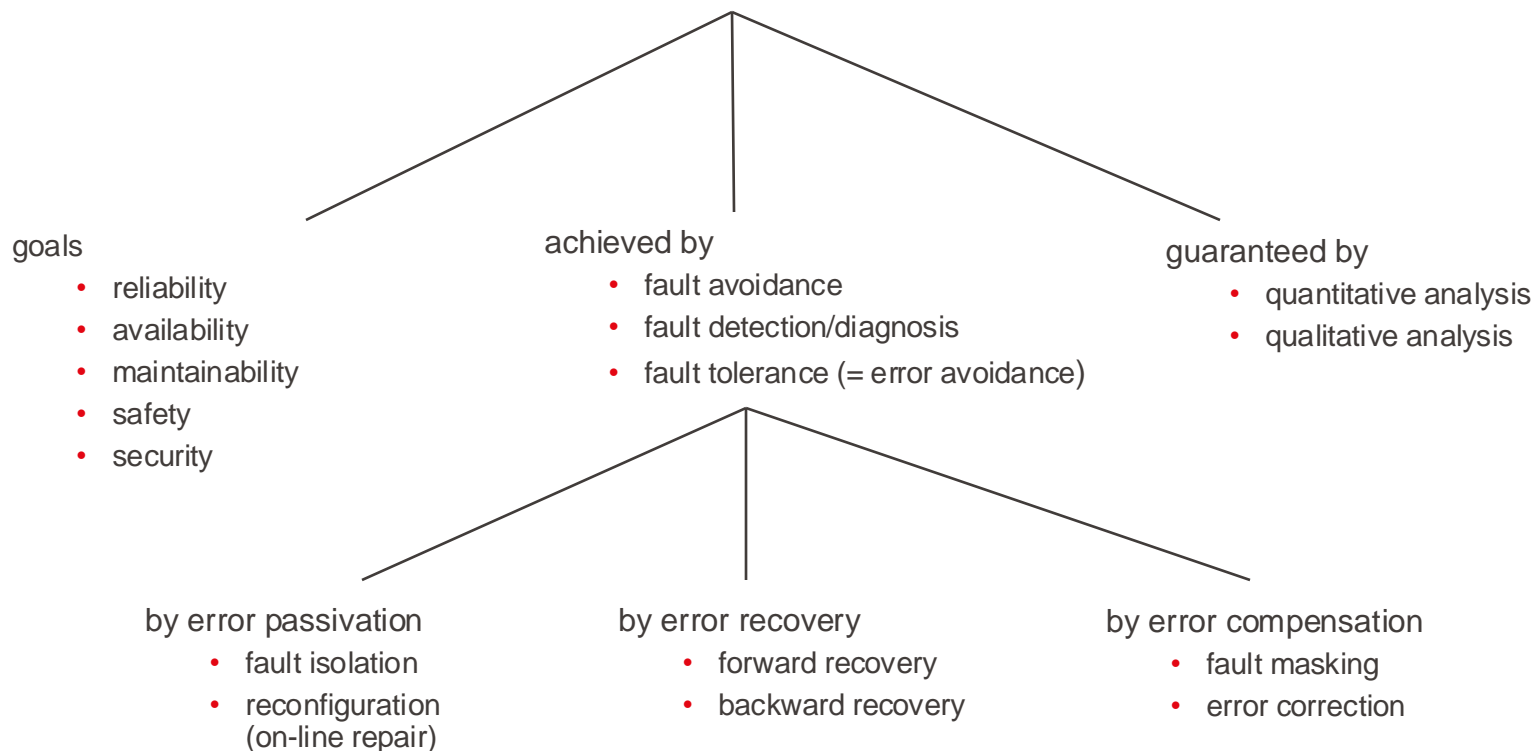 goals
• reliability
• availability
• maintainability
• safety
• security
achieved by
• fault avoidance
• fault detection/diagnosis
• fault tolerance (= error avoidance)
guaranteed by
• quantitative analysis
• qualitative analysis
by error passivation
• fault isolation
• reconfiguration
(on-line repair)
by error recovery
• forward recovery
• backward recovery
by error compensation
• fault masking
• error correction